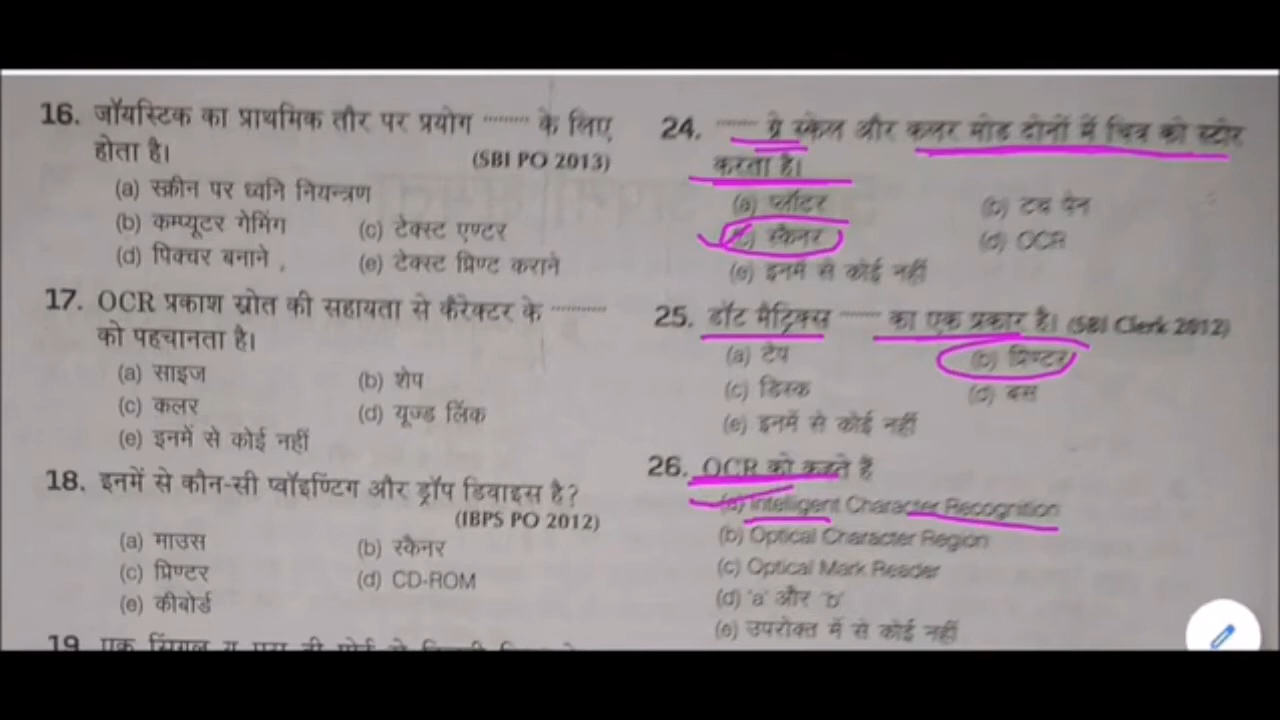 16. जॉयस्टिक का प्राथमिक तौर पर प्रयोग ········ के लिए
होता है। (SBI PO 2013)
(a) स्क्रीन पर ध्वनि नियन्त्रण
(b) कम्प्यूटर गेमिंग (c) टेक्स्ट एण्टर
(d) पिक्चर बनाने (e) टेक्स्ट प्रिण्ट कराने
17. OCR प्रकाश स्रोत की सहायता से कैरेक्टर के ··········
को पहचानता है।
(a) साइज (b) शेप
(c) कलर (d) यूज्ड लिंक
(e) इनमें से कोई नहीं
18. इनमें से कौन-सी प्वॉइण्टिंग और ड्रॉप डिवाइस है?
(IBPS PO 2012)
(a) माउस (b) स्कैनर
(c) प्रिण्टर (d) CD-ROM
(e) कीबोर्ड
19 एक सिंगल
24. ······· ग्रे स्केल और कलर मोड दोनों में चित्र को स्टोर
करता है।
(a) प्लॉटर (b) टच पेन
(c) स्कैनर (d) OCR
(e) इनमें से कोई नहीं
25. डॉट मैट्रिक्स ······· का एक प्रकार है। (SBI Clerk 2012)
(a) टेप (b) प्रिण्टर
(c) डिस्क (d) बस
(e) इनमें से कोई नहीं
26. OCR को कहते है
(a) Intelligent Character Recognition
(b) Optical Character Region
(c) Optical Mark Reader
(d) 'a' और 'b'
(e) उपरोक्त में से कोई नहीं